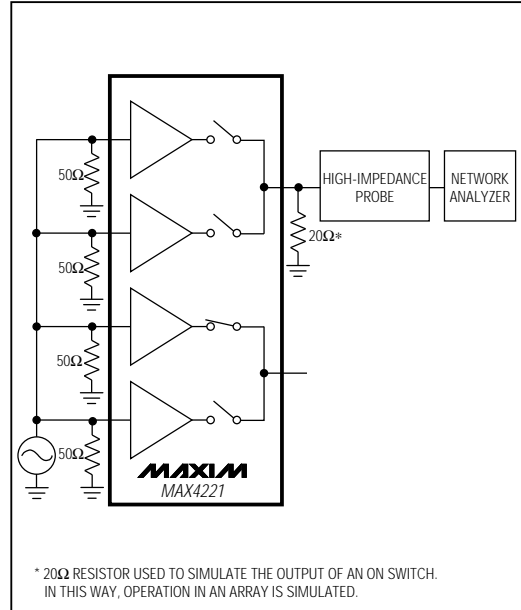 50Ω
HIGH-IMPEDANCE
PROBE
NETWORK
ANALYZER
20Ω*
50Ω
50Ω
50Ω
MAXIM
MAX4221
* 20Ω RESISTOR USED TO SIMULATE THE OUTPUT OF AN ON SWITCH.
IN THIS WAY, OPERATION IN AN ARRAY IS SIMULATED.